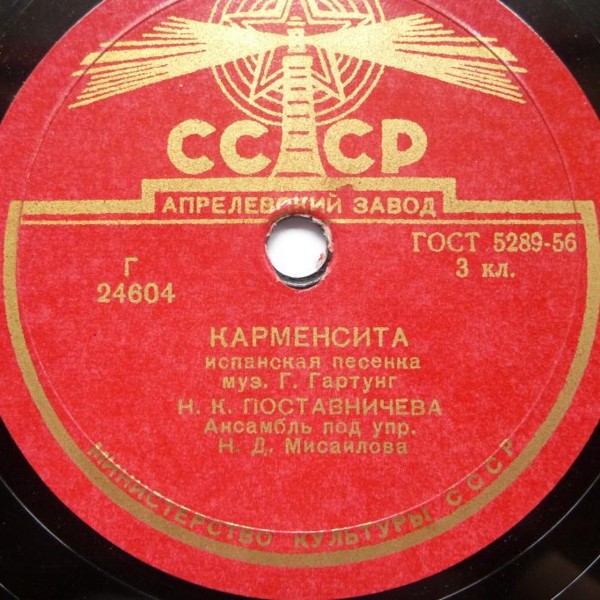 СССР
АПРЕЛЕВСКИЙ ЗАВОД
ГОСТ 5289-56
3 кл.
Г
24604
КАРМЕНСИТА
испанская песенка
муз. Г. Гартунг
Н. К. ПОСТАВНИЧЕВА
Ансамбль под упр.
Н. Д. Мисаилова
МИНИСТЕРСТВО КУЛЬТУРЫ СССР